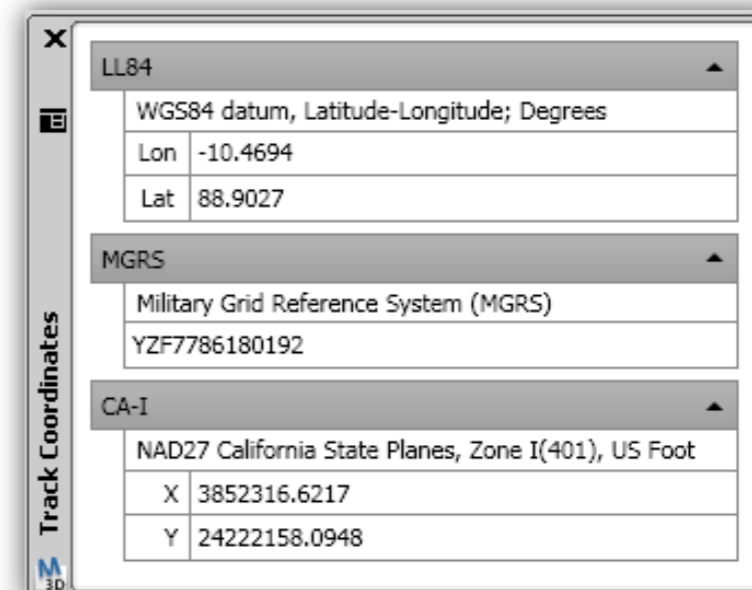 LL84
WGS84 datum, Latitude-Longitude; Degrees
Lon -10.4694
Lat 88.9027
MGRS
Military Grid Reference System (MGRS)
YZF7786180192
CA-I
NAD27 California State Planes, Zone I(401), US Foot
X 3852316.6217
Y 24222158.0948
Track Coordinates
M
3D